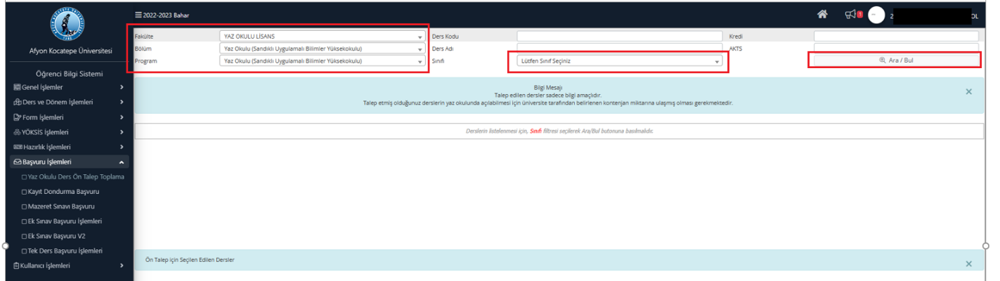 2022-2023 Bahar
1
2
OL
Afyon Kocatepe Üniversitesi
Öğrenci Bilgi Sistemi
Genel İşlemler
Ders ve Dönem İşlemleri
Form İşlemleri
YÖKSİS İşlemleri
Hazırlık İşlemleri
Başvuru İşlemleri
Yaz Okulu Ders Ön Talep Toplama
Kayıt Dondurma Başvuru
Mazeret Sınavı Başvuru
Ek Sınav Başvuru İşlemleri
Ek Sınav Başvuru V2
Tek Ders Başvuru İşlemleri
Kullanıcı İşlemleri
Fakülte YAZ OKULU LİSANS Ders Kodu Kredi
Bölüm Yaz Okulu (Sandıklı Uygulamalı Bilimler Yüksekokulu) Ders Adı AKTS
Program Yaz Okulu (Sandıklı Uygulamalı Bilimler Yüksekokulu) Sınıfı Lütfen Sınıf Seçiniz Ara / Bul
Bilgi Mesajı
Talep edilen dersler sadece bilgi amaçlıdır.
Talep etmiş olduğunuz derslerin yaz okulunda açılabilmesi için üniversite tarafından belirlenen kontenjan miktarına ulaşmış olması gerekmektedir.
Derslerin listelenmesi için, Sınıfı filtresi seçilerek Ara/Bul butonuna basılmalıdır.
Ön Talep için Seçilen Edilen Dersler